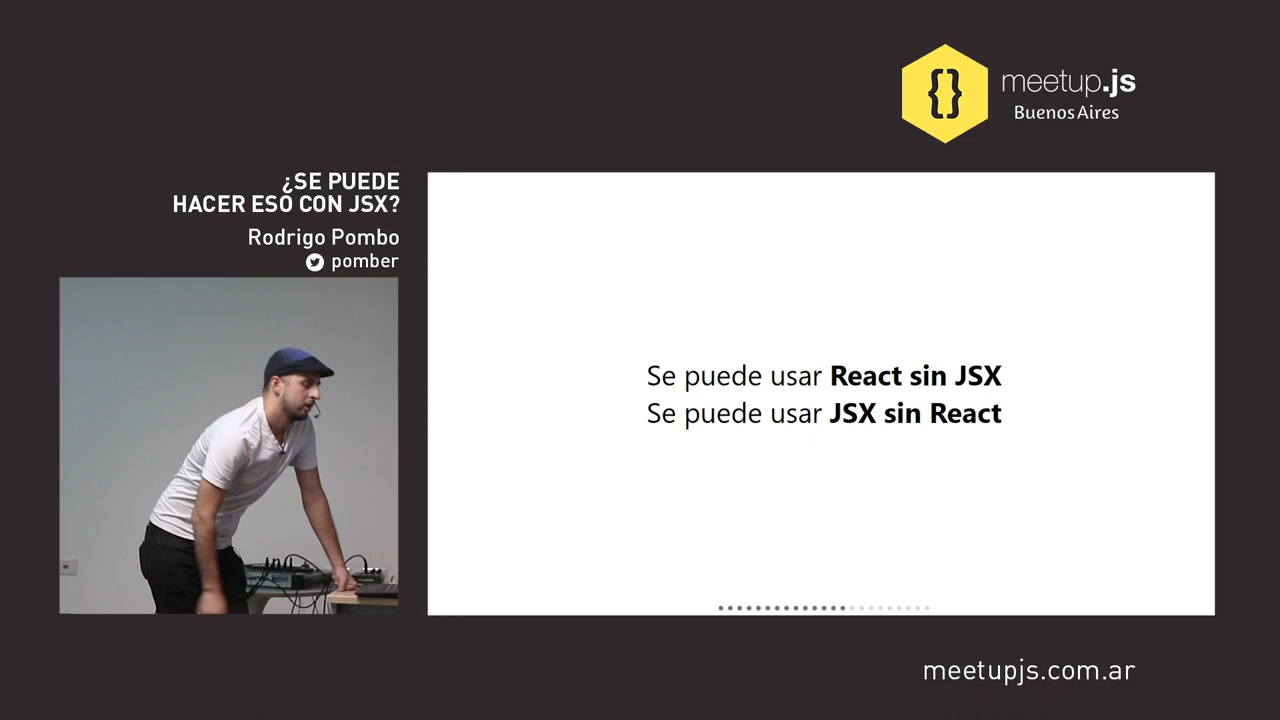 {}
meetup.js
Buenos Aires
¿SE PUEDE
HACER ESO CON JSX?
Rodrigo Pombo
pomber
Se puede usar React sin JSX
Se puede usar JSX sin React
meetupjs.com.ar